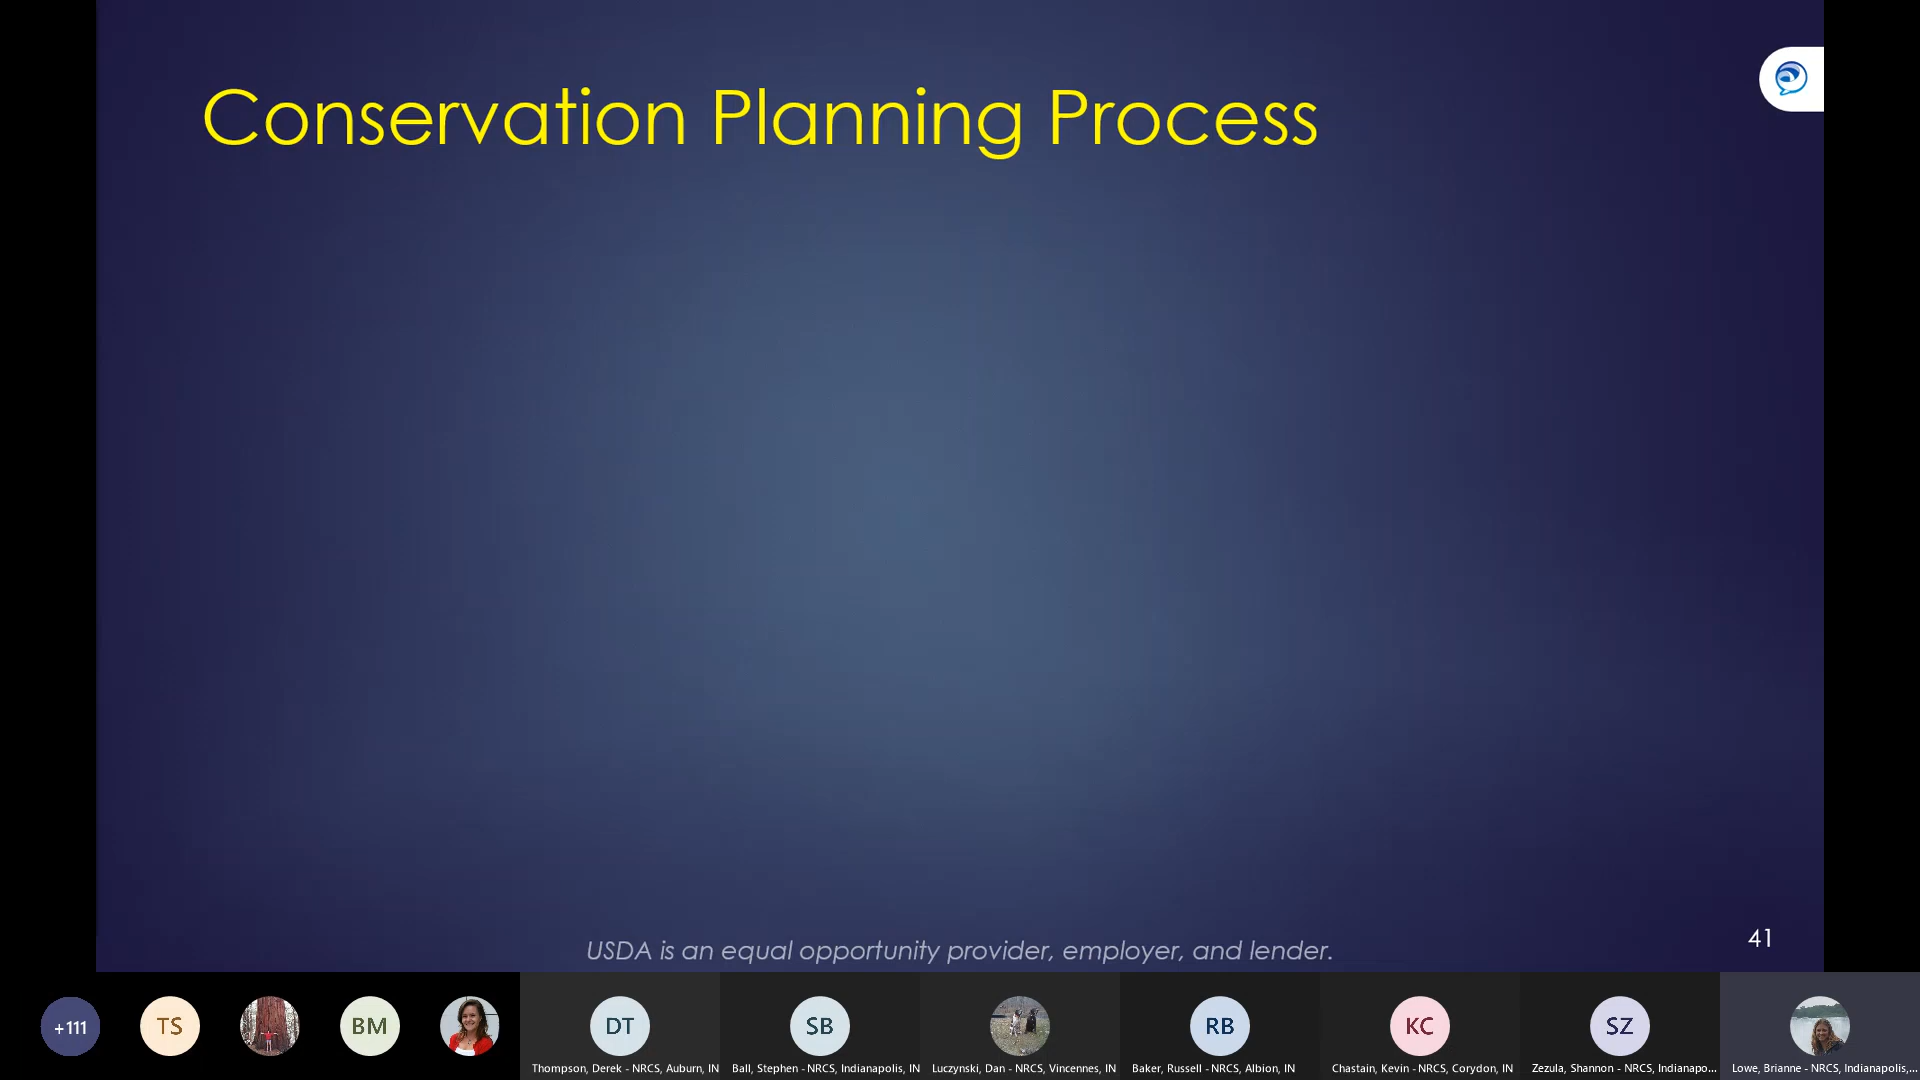 Conservation Planning Process
USDA is an equal opportunity provider, employer, and lender.
41
+111
TS
BM
DT
SB
RB
KC
SZ
Thompson, Derek - NRCS, Auburn, IN
Ball, Stephen - NRCS, Indianapolis, IN
Luczynski, Dan - NRCS, Vincennes, IN
Baker, Russell - NRCS, Albion, IN
Chastain, Kevin - NRCS, Corydon, IN
Zezula, Shannon - NRCS, Indianapo...
Lowe, Brianne - NRCS, Indianapolis,...